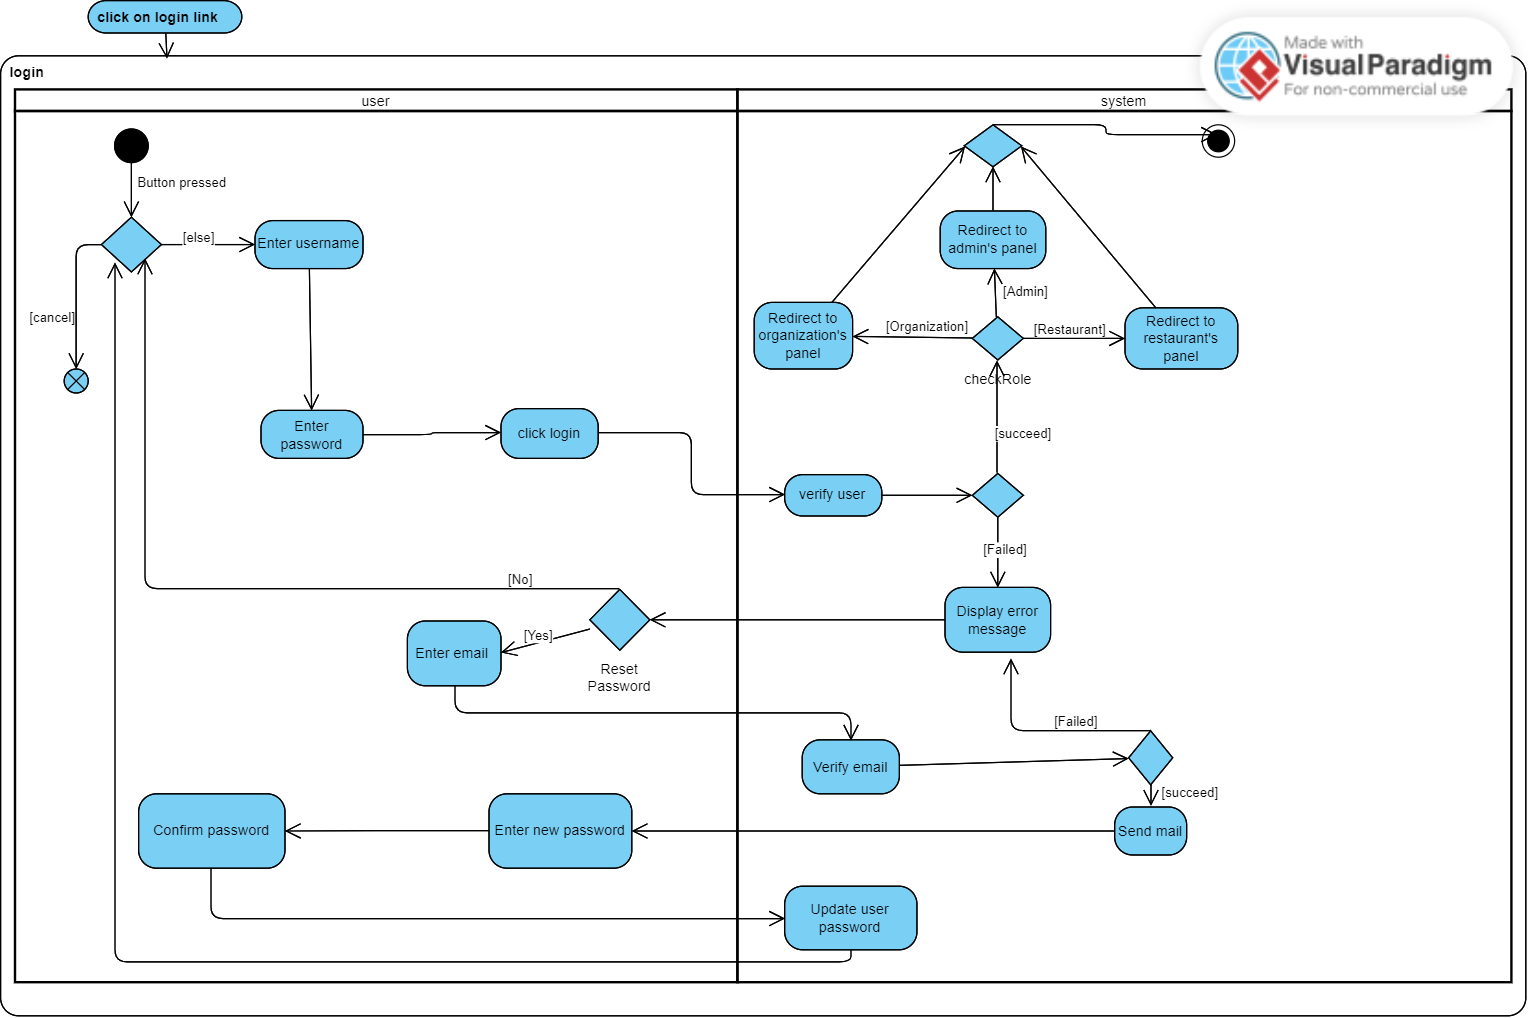 click on login link
Made with
Visual Paradigm
For non-commercial use
login
user
system
Button pressed
[else]
Enter username
Redirect to
admin's panel
[Admin]
[cancel]
Redirect to
organization's
panel
[Organization]
[Restaurant]
Redirect to
restaurant's
panel
checkRole
Enter
password
click login
[succeed]
verify user
[Failed]
[No]
Display error
message
[Yes]
Enter email
Reset
Password
[Failed]
Verify email
[succeed]
Confirm password
Enter new password
Send mail
Update user
password